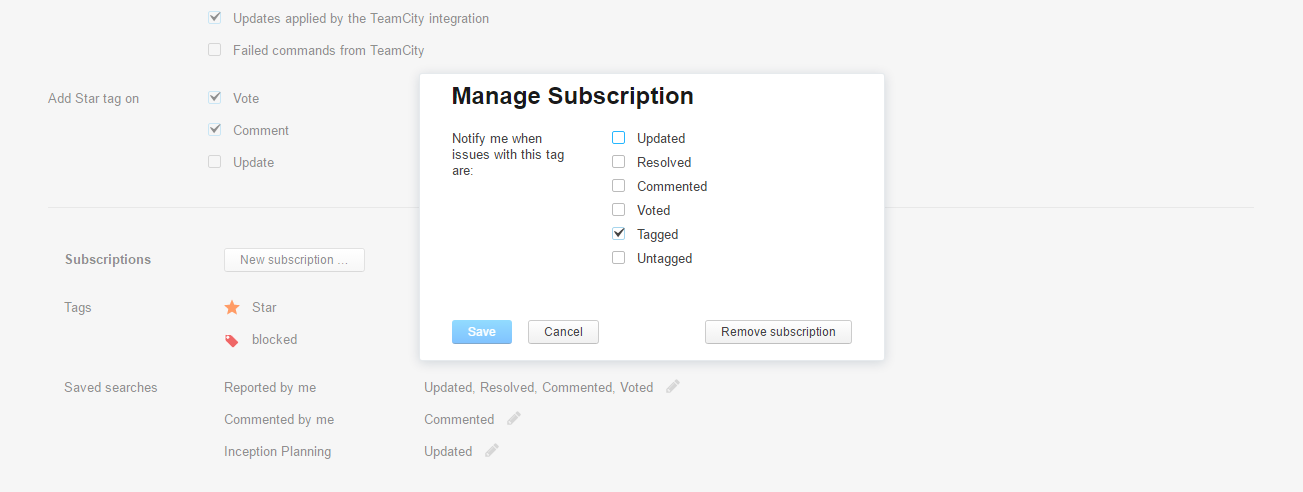 Updates applied by the TeamCity integration
Failed commands from TeamCity
Add Star tag on
Vote
Comment
Update
Manage Subscription
Notify me when
issues with this tag
are:
Updated
Resolved
Commented
Voted
Tagged
Untagged
Save
Cancel
Remove subscription
Subscriptions
New subscription ...
Tags
Star
blocked
Saved searches
Reported by me
Updated, Resolved, Commented, Voted
Commented by me
Commented
Inception Planning
Updated